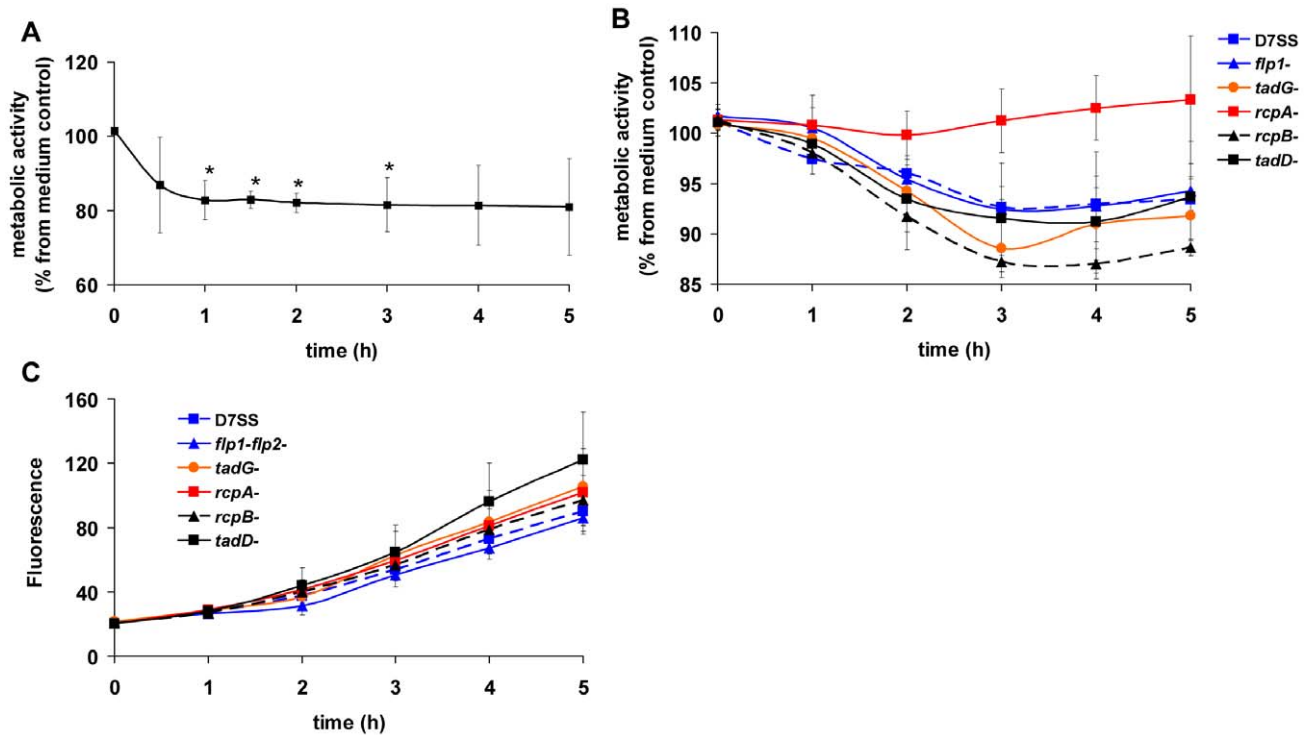 A
metabolic activity
(% from medium control)
120
100
80
60
* * * *
0 1 2 3 4 5
time (h)
B
metabolic activity
(% from medium control)
110
105
100
95
90
85
0 1 2 3 4 5
time (h)
D7SS
flp1-
tadG-
rcpA-
rcpB-
tadD-
C
Fluorescence
160
120
80
40
0
D7SS
flp1-flp2-
tadG-
rcpA-
rcpB-
tadD-
0 1 2 3 4 5
time (h)